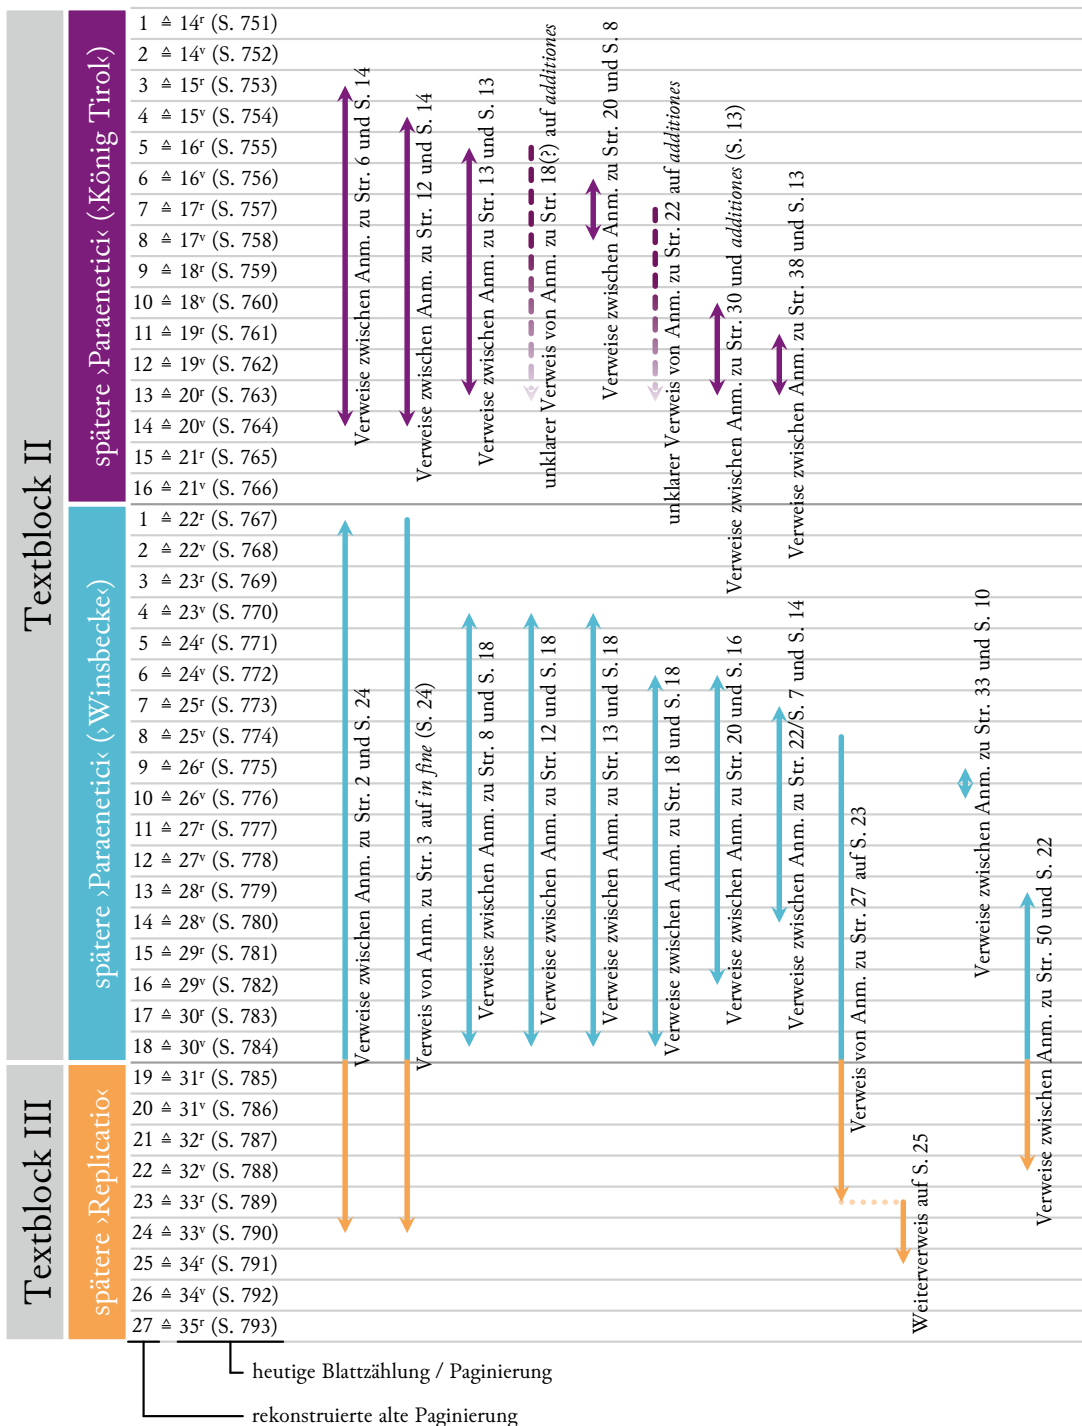 Textblock II
Textblock III
spätere ›Paraenetici‹ (›König Tirol‹)
spätere ›Paraenetici‹ (›Winsbecke‹)
spätere ›Replicatio‹
1 ≙ 14r (S. 751)
2 ≙ 14v (S. 752)
3 ≙ 15r (S. 753)
4 ≙ 15v (S. 754)
5 ≙ 16r (S. 755)
6 ≙ 16v (S. 756)
7 ≙ 17r (S. 757)
8 ≙ 17v (S. 758)
9 ≙ 18r (S. 759)
10 ≙ 18v (S. 760)
11 ≙ 19r (S. 761)
12 ≙ 19v (S. 762)
13 ≙ 20r (S. 763)
14 ≙ 20v (S. 764)
15 ≙ 21r (S. 765)
16 ≙ 21v (S. 766)
1 ≙ 22r (S. 767)
2 ≙ 22v (S. 768)
3 ≙ 23r (S. 769)
4 ≙ 23v (S. 770)
5 ≙ 24r (S. 771)
6 ≙ 24v (S. 772)
7 ≙ 25r (S. 773)
8 ≙ 25v (S. 774)
9 ≙ 26r (S. 775)
10 ≙ 26v (S. 776)
11 ≙ 27r (S. 777)
12 ≙ 27v (S. 778)
13 ≙ 28r (S. 779)
14 ≙ 28v (S. 780)
15 ≙ 29r (S. 781)
16 ≙ 29v (S. 782)
17 ≙ 30r (S. 783)
18 ≙ 30v (S. 784)
19 ≙ 31r (S. 785)
20 ≙ 31v (S. 786)
21 ≙ 32r (S. 787)
22 ≙ 32v (S. 788)
23 ≙ 33r (S. 789)
24 ≙ 33v (S. 790)
25 ≙ 34r (S. 791)
26 ≙ 34v (S. 792)
27 ≙ 35r (S. 793)
Verweise zwischen Anm. zu Str. 6 und S. 14
Verweise zwischen Anm. zu Str. 12 und S. 14
Verweise zwischen Anm. zu Str. 13 und S. 13
unklarer Verweis von Anm. zu Str. 18(?) auf additiones
Verweise zwischen Anm. zu Str. 20 und S. 8
unklarer Verweis von Anm. zu Str. 22 auf additiones
Verweise zwischen Anm. zu Str. 30 und additiones (S. 13)
Verweise zwischen Anm. zu Str. 38 und S. 13
Verweise zwischen Anm. zu Str. 2 und S. 24
Verweis von Anm. zu Str. 3 auf in fine (S. 24)
Verweise zwischen Anm. zu Str. 8 und S. 18
Verweise zwischen Anm. zu Str. 12 und S. 18
Verweise zwischen Anm. zu Str. 13 und S. 18
Verweise zwischen Anm. zu Str. 18 und S. 18
Verweise zwischen Anm. zu Str. 20 und S. 16
Verweise zwischen Anm. zu Str. 22/S. 7 und S. 14
Verweis von Anm. zu Str. 27 auf S. 23
Weiterverweis auf S. 25
Verweise zwischen Anm. zu Str. 33 und S. 10
Verweise zwischen Anm. zu Str. 50 und S. 22
heutige Blattzählung / Paginierung
rekonstruierte alte Paginierung